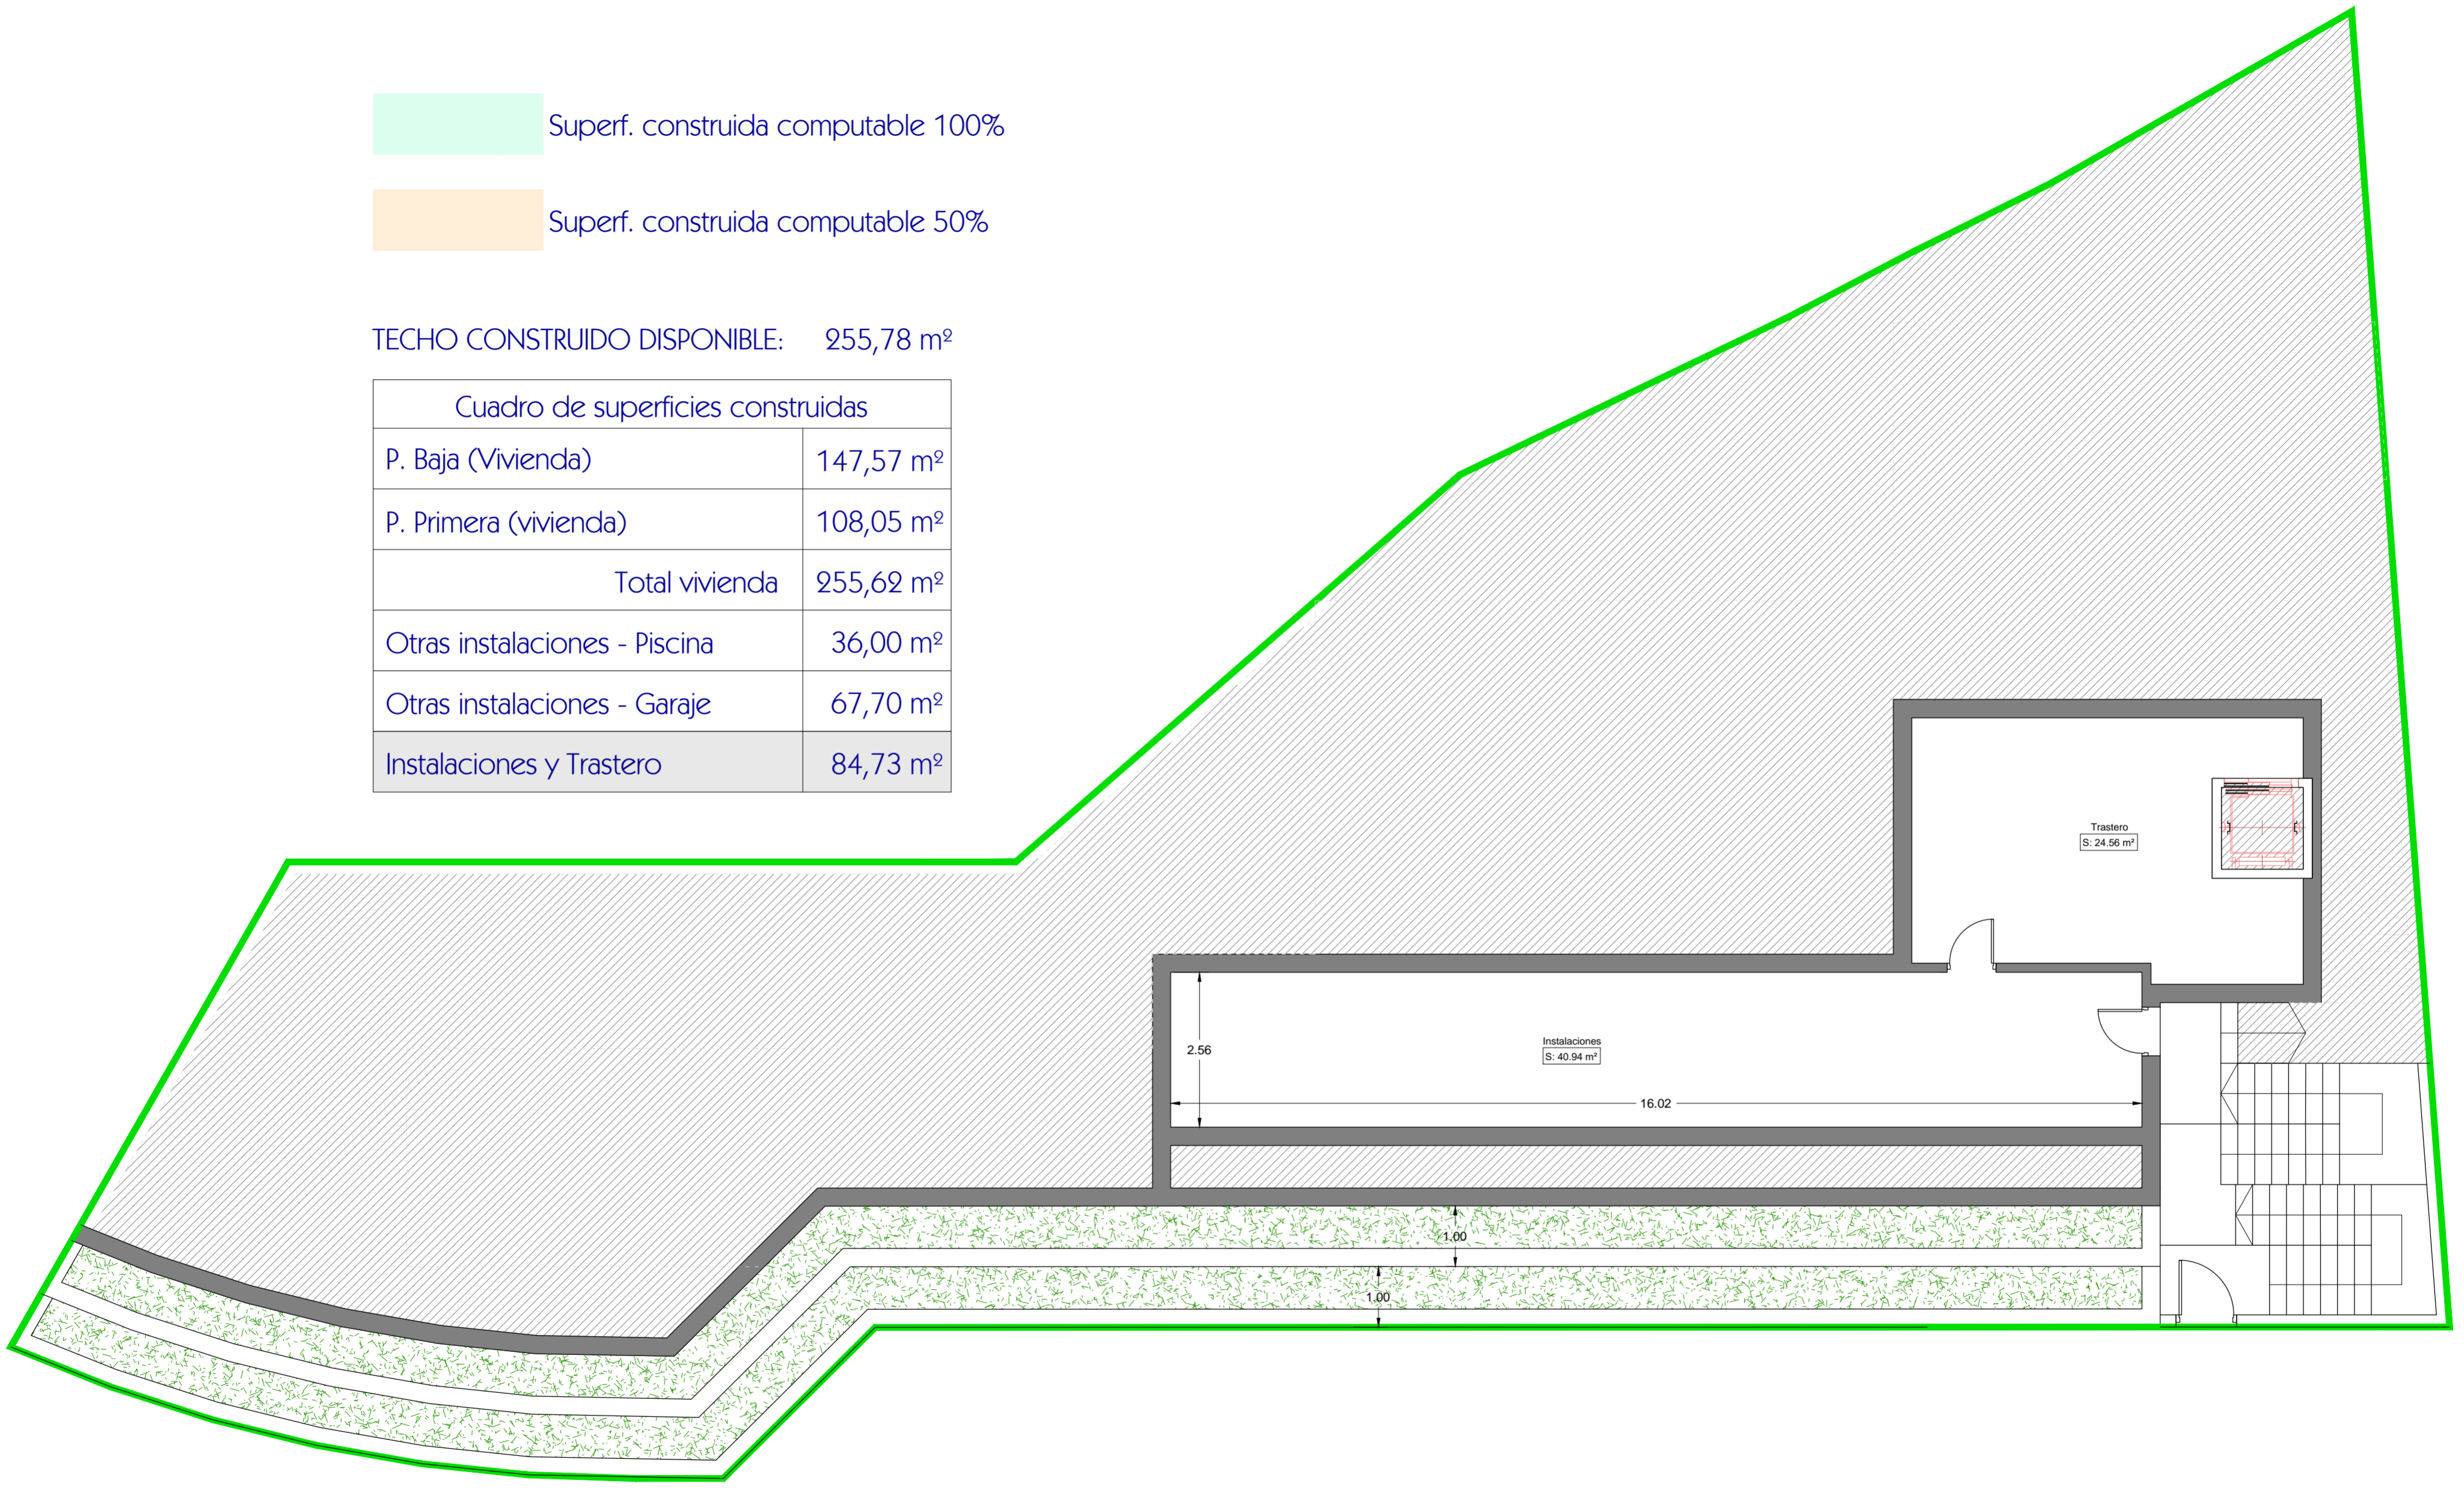 Superf. construida computable 100%
Superf. construida computable 50%
TECHO CONSTRUIDO DISPONIBLE: 255,78 m²
Cuadro de superficies construidas
P. Baja (Vivienda) 147,57 m²
P. Primera (vivienda) 108,05 m²
Total vivienda 255,62 m²
Otras instalaciones - Piscina 36,00 m²
Otras instalaciones - Garaje 67,70 m²
Instalaciones y Trastero 84,73 m²
Trastero
S: 24.56 m²
Instalaciones
S: 40.94 m²
2.56
16.02
1.00
1.00